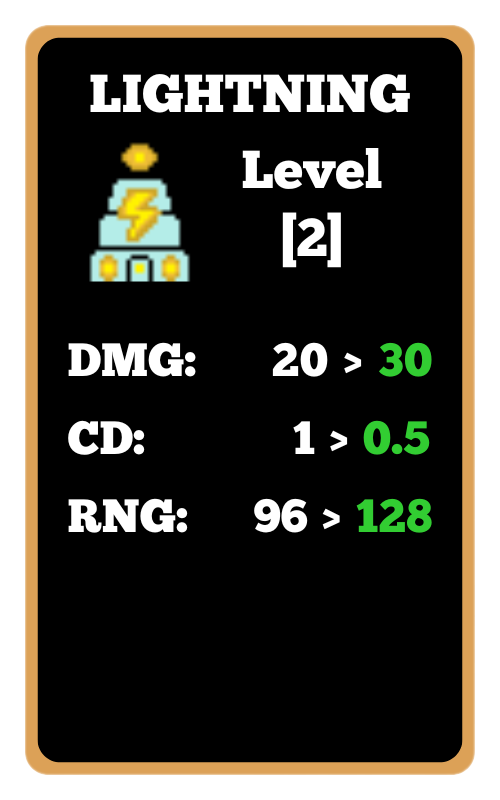 LIGHTNING
Level
[2]
DMG: 20 > 30
CD: 1 > 0.5
RNG: 96 > 128